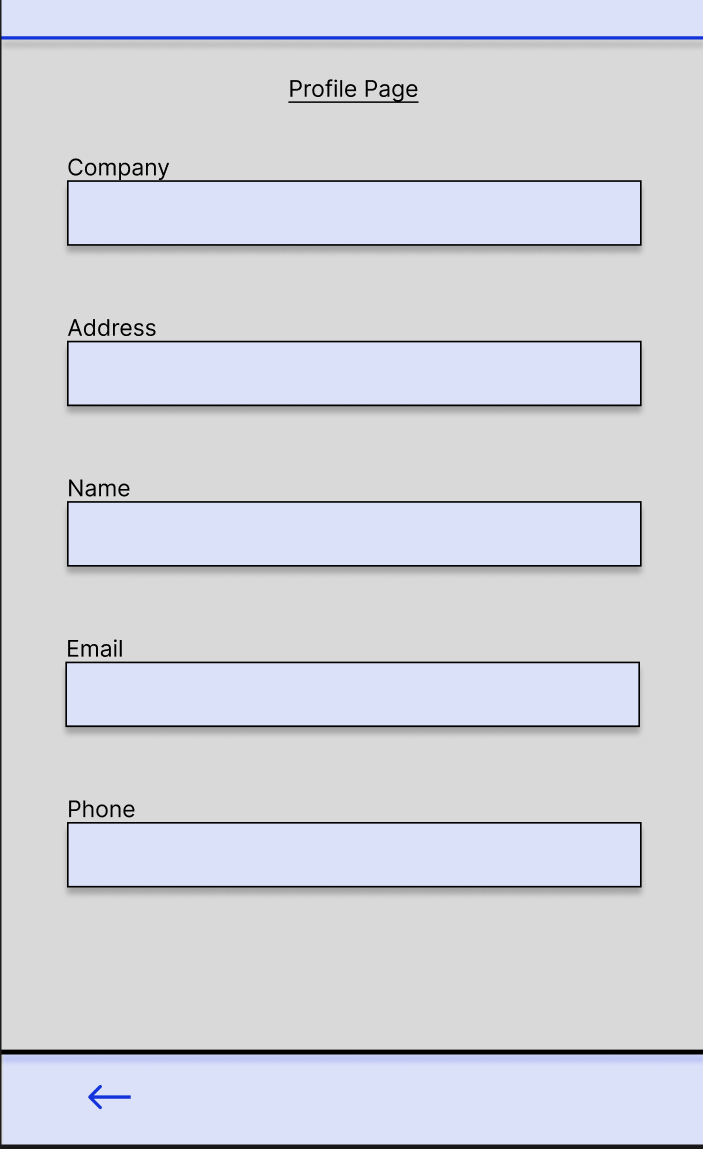 Profile Page
Company
Address
Name
Email
Phone